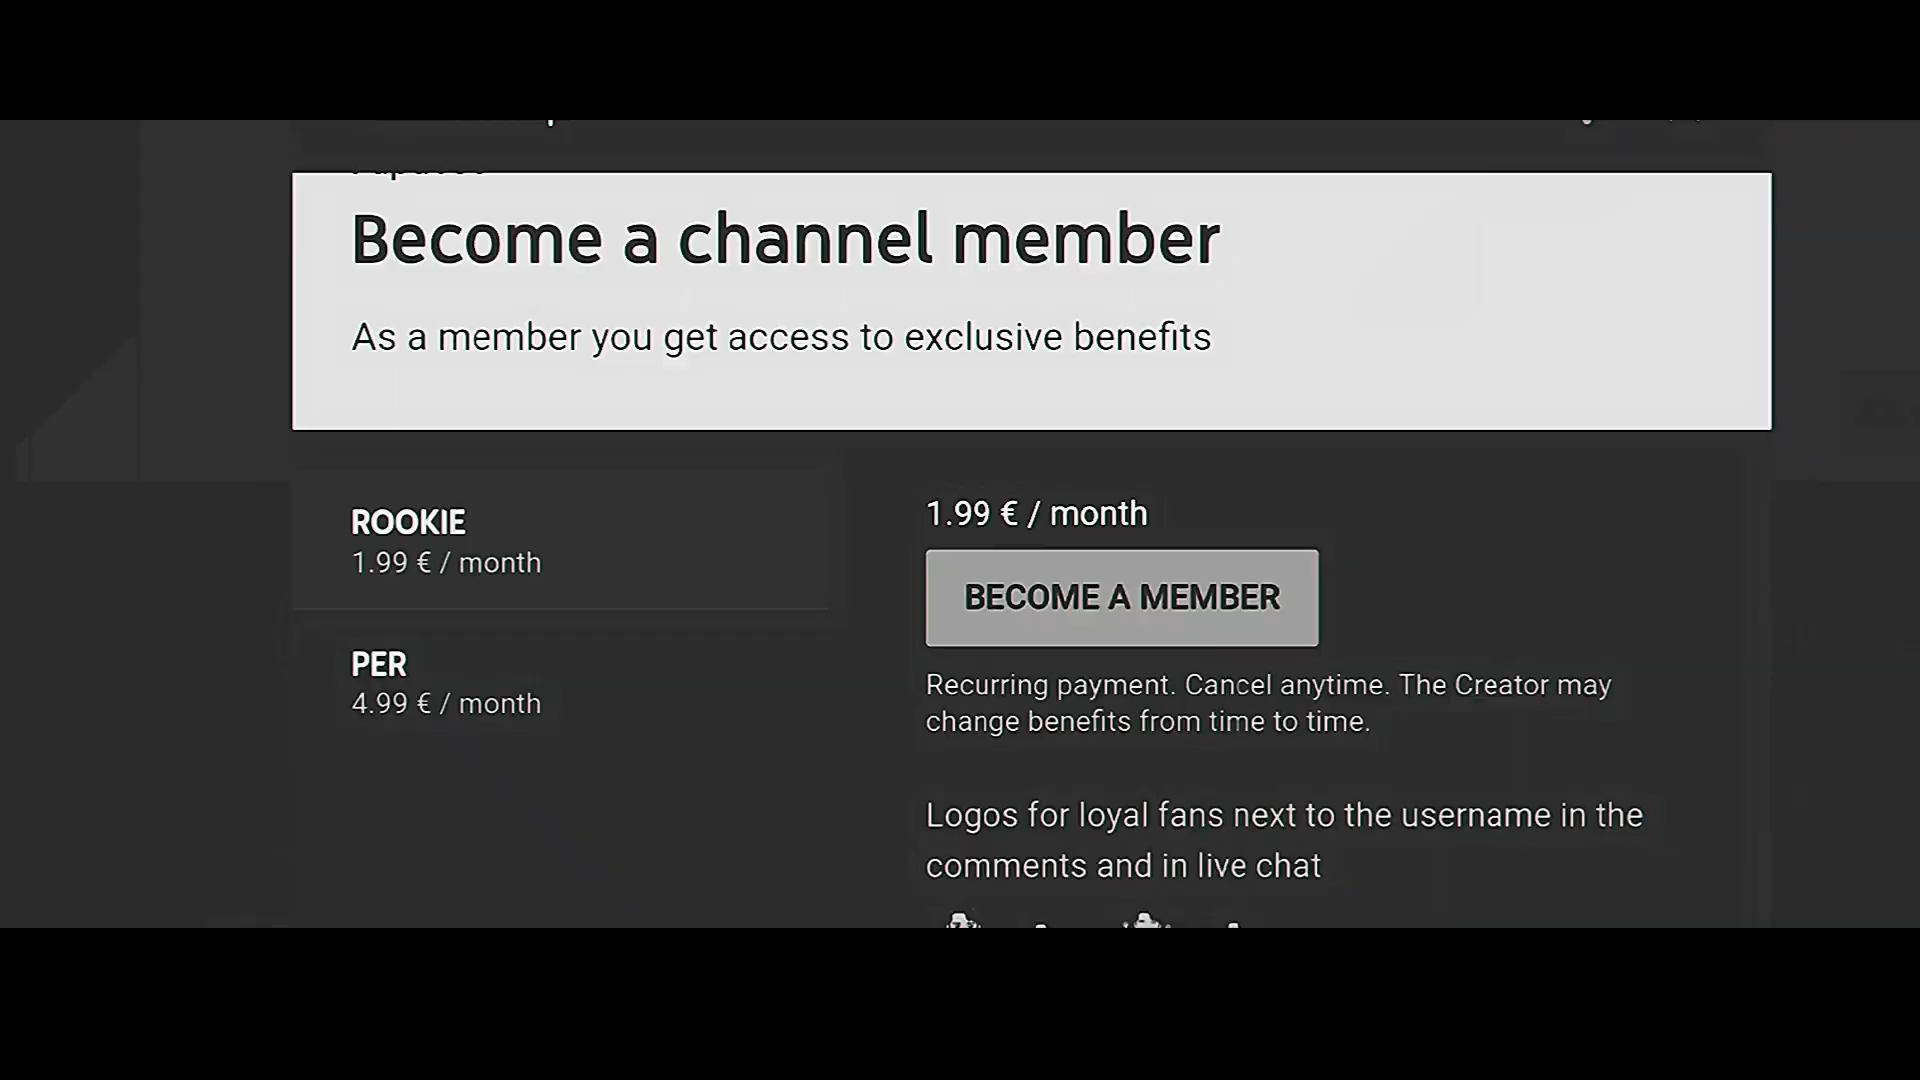 Become a channel member
As a member you get access to exclusive benefits
ROOKIE
1.99 € / month
PER
4.99 € / month
1.99 € / month
BECOME A MEMBER
Recurring payment. Cancel anytime. The Creator may
change benefits from time to time.
Logos for loyal fans next to the username in the
comments and in live chat